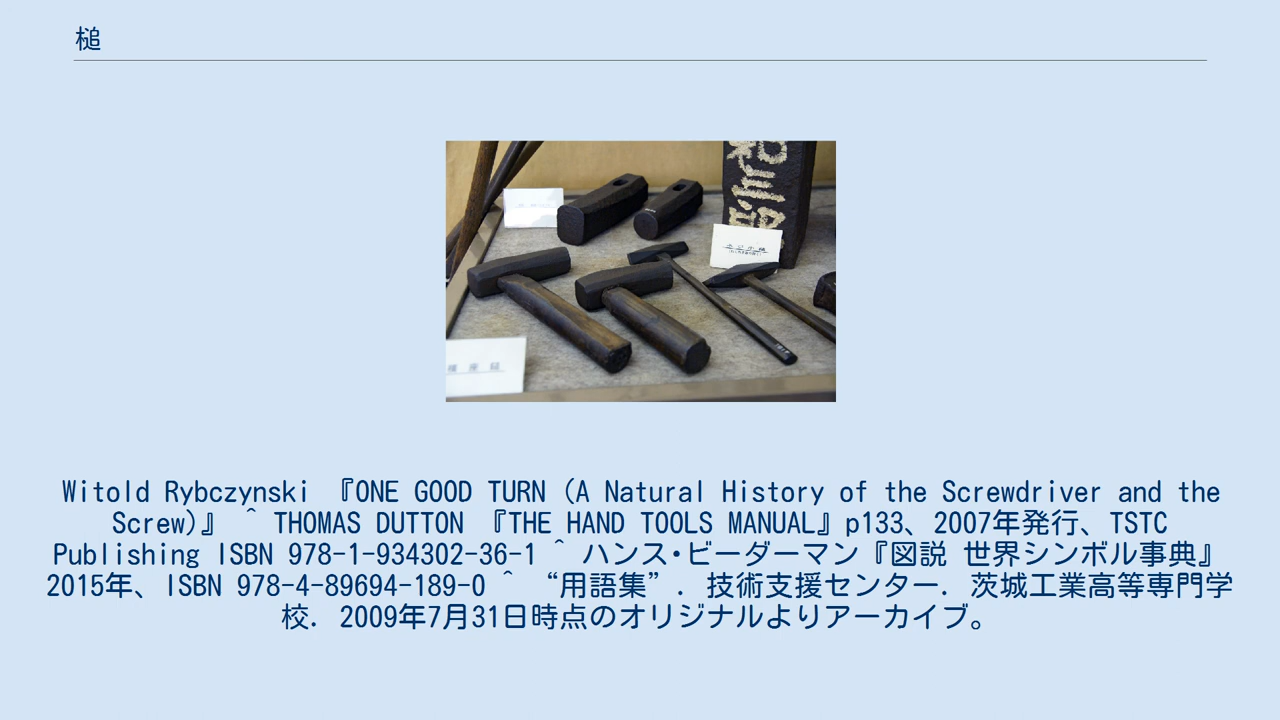 槌
Witold Rybczynski 『ONE GOOD TURN (A Natural History of the Screwdriver and the
Screw)』 ^ THOMAS DUTTON 『THE HAND TOOLS MANUAL』p133、2007年発行、TSTC
Publishing ISBN 978-1-934302-36-1 ^ ハンス・ビーダーマン『図説 世界シンボル事典』
2015年、ISBN 978-4-89694-189-0 ^ “用語集”. 技術支援センター. 茨城工業高等専門学
校. 2009年7月31日時点のオリジナルよりアーカイブ。